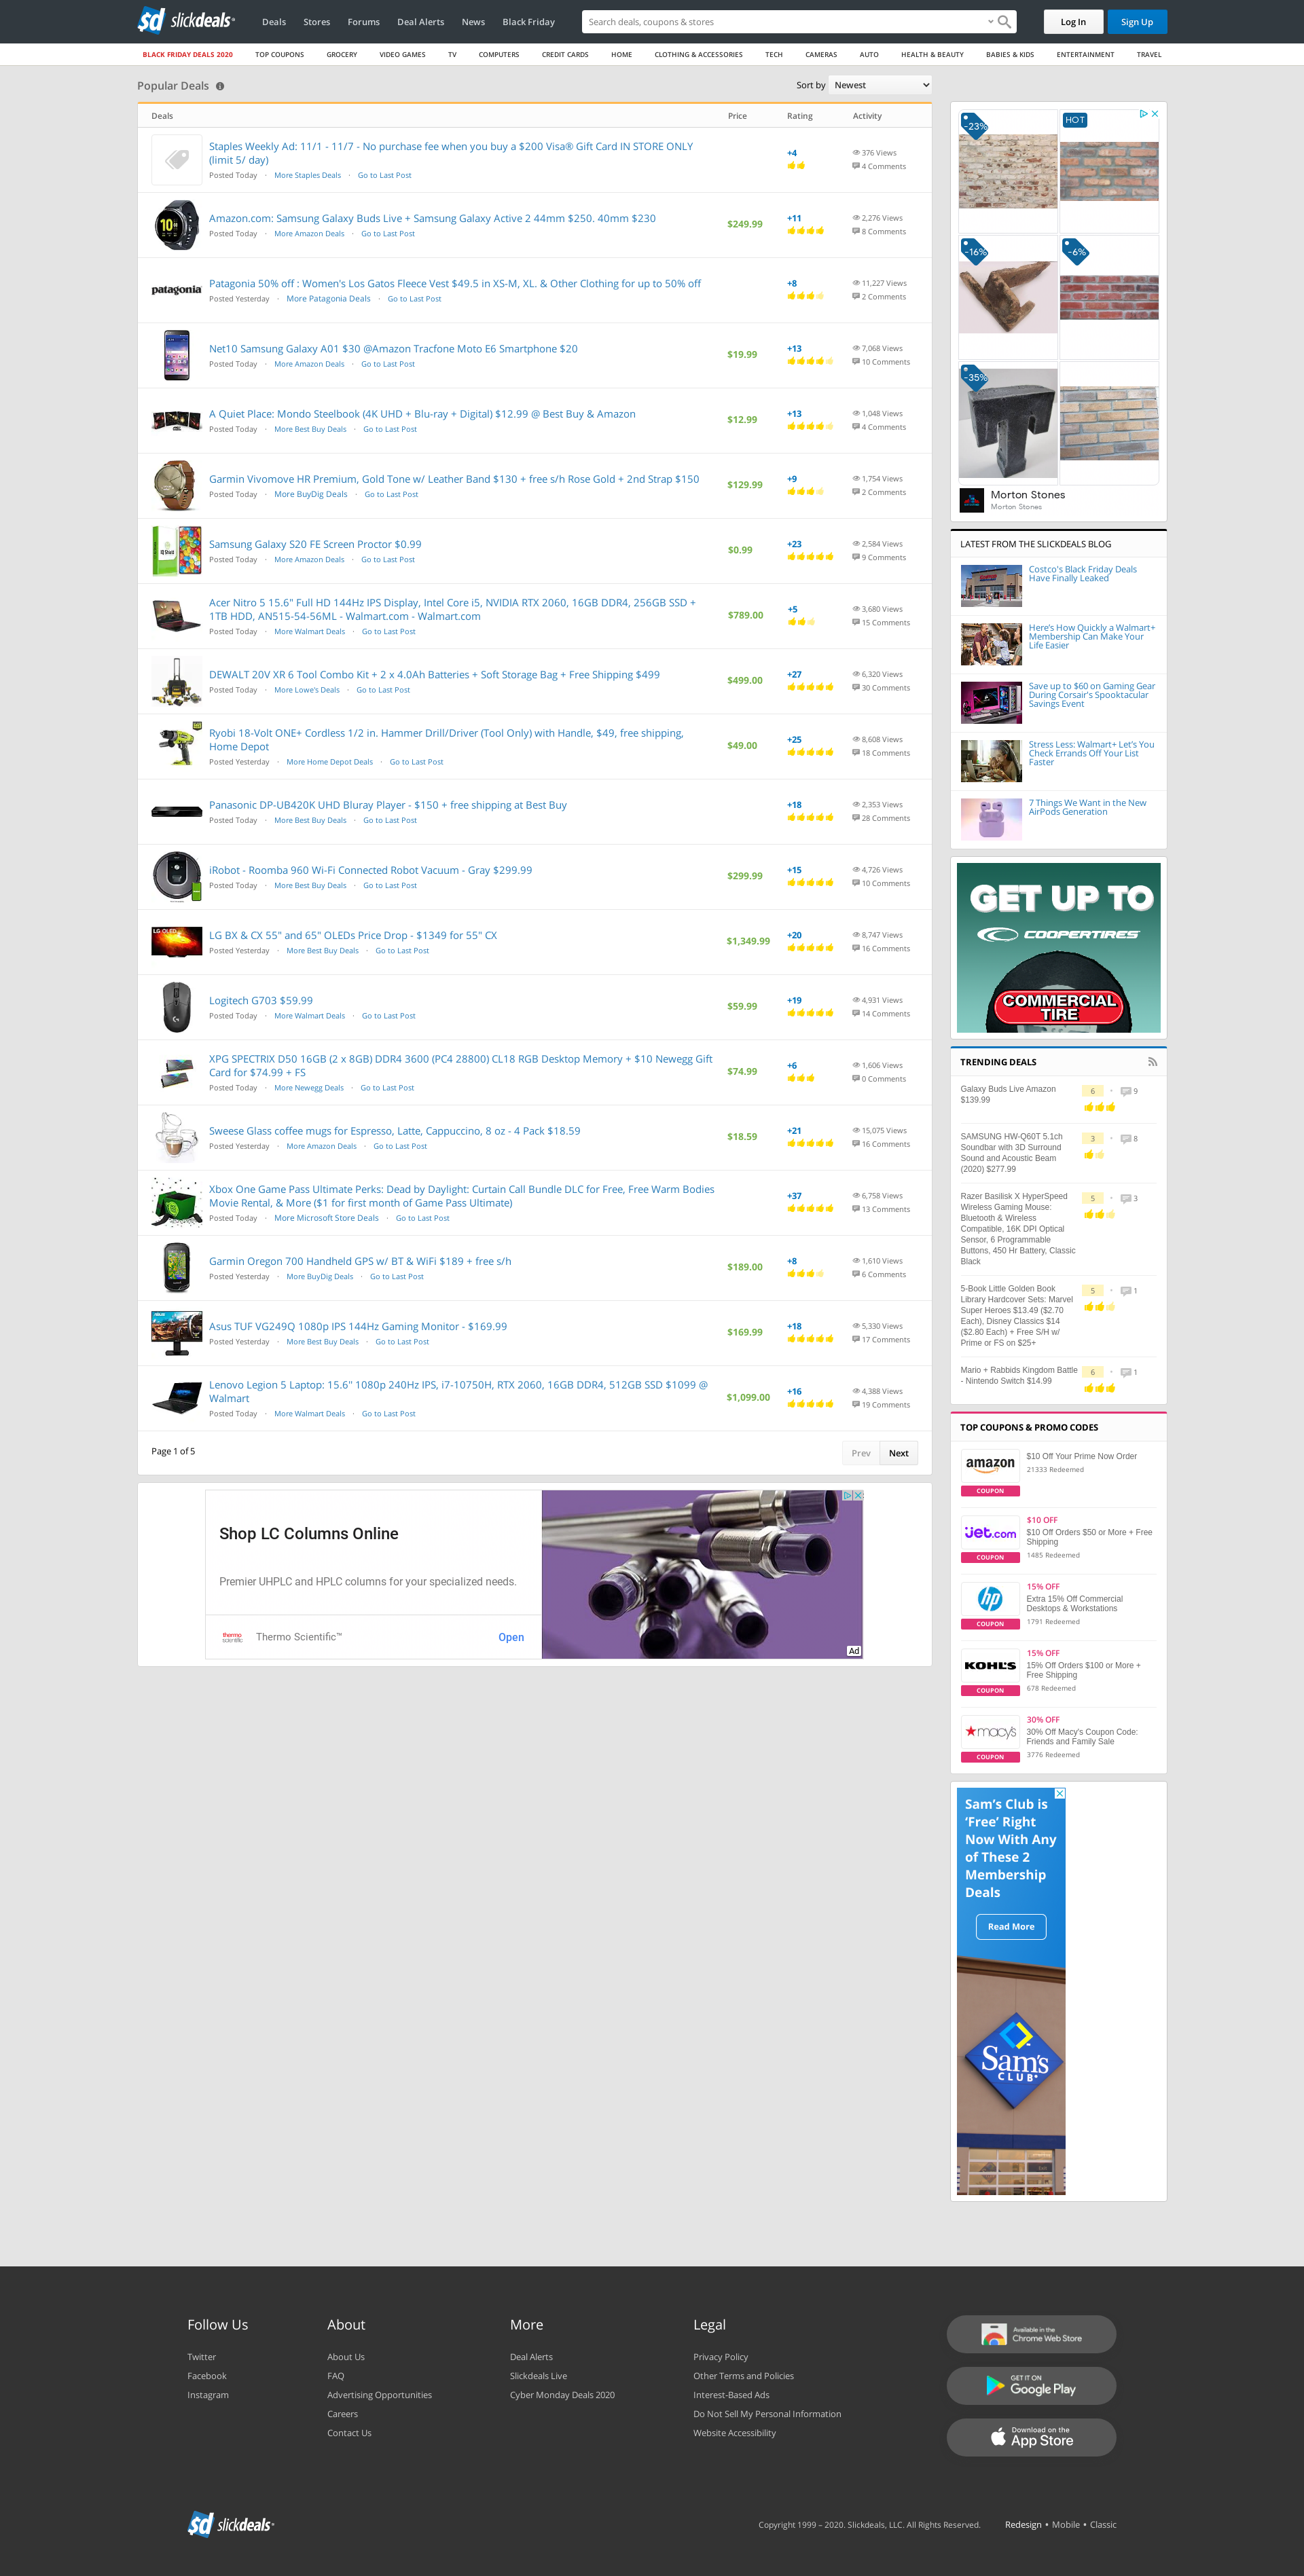 sd slickdeals
Deals
Stores
Forums
Deal Alerts
News
Black Friday
Search deals, coupons & stores
Log In
Sign Up
BLACK FRIDAY DEALS 2020
TOP COUPONS
GROCERY
VIDEO GAMES
TV
COMPUTERS
CREDIT CARDS
HOME
CLOTHING & ACCESSORIES
TECH
CAMERAS
AUTO
HEALTH & BEAUTY
BABIES & KIDS
ENTERTAINMENT
TRAVEL
Popular Deals
Sort by Newest
Deals Price Rating Activity
Staples Weekly Ad: 11/1 - 11/7 - No purchase fee when you buy a $200 Visa® Gift Card IN STORE ONLY
(limit 5/ day)
Posted Today · More Staples Deals · Go to Last Post
+4
376 Views
4 Comments
Amazon.com: Samsung Galaxy Buds Live + Samsung Galaxy Active 2 44mm $250. 40mm $230
Posted Today · More Amazon Deals · Go to Last Post
$249.99
+11
2,276 Views
8 Comments
patagonia
Patagonia 50% off : Women's Los Gatos Fleece Vest $49.5 in XS-M, XL. & Other Clothing for up to 50% off
Posted Yesterday · More Patagonia Deals · Go to Last Post
+8
11,227 Views
2 Comments
Net10 Samsung Galaxy A01 $30 @Amazon Tracfone Moto E6 Smartphone $20
Posted Today · More Amazon Deals · Go to Last Post
$19.99
+13
7,068 Views
10 Comments
A Quiet Place: Mondo Steelbook (4K UHD + Blu-ray + Digital) $12.99 @ Best Buy & Amazon
Posted Today · More Best Buy Deals · Go to Last Post
$12.99
+13
1,048 Views
4 Comments
Garmin Vivomove HR Premium, Gold Tone w/ Leather Band $130 + free s/h Rose Gold + 2nd Strap $150
Posted Today · More BuyDig Deals · Go to Last Post
$129.99
+9
1,754 Views
2 Comments
Samsung Galaxy S20 FE Screen Proctor $0.99
Posted Today · More Amazon Deals · Go to Last Post
$0.99
+23
2,584 Views
9 Comments
Acer Nitro 5 15.6" Full HD 144Hz IPS Display, Intel Core i5, NVIDIA RTX 2060, 16GB DDR4, 256GB SSD +
1TB HDD, AN515-54-56ML - Walmart.com - Walmart.com
Posted Today · More Walmart Deals · Go to Last Post
$789.00
+5
3,680 Views
15 Comments
DEWALT 20V XR 6 Tool Combo Kit + 2 x 4.0Ah Batteries + Soft Storage Bag + Free Shipping $499
Posted Today · More Lowe's Deals · Go to Last Post
$499.00
+27
6,320 Views
30 Comments
Ryobi 18-Volt ONE+ Cordless 1/2 in. Hammer Drill/Driver (Tool Only) with Handle, $49, free shipping,
Home Depot
Posted Yesterday · More Home Depot Deals · Go to Last Post
$49.00
+25
8,608 Views
18 Comments
Panasonic DP-UB420K UHD Bluray Player - $150 + free shipping at Best Buy
Posted Today · More Best Buy Deals · Go to Last Post
+18
2,353 Views
28 Comments
iRobot - Roomba 960 Wi-Fi Connected Robot Vacuum - Gray $299.99
Posted Today · More Best Buy Deals · Go to Last Post
$299.99
+15
4,726 Views
10 Comments
LG OLED
LG BX & CX 55" and 65" OLEDs Price Drop - $1349 for 55" CX
Posted Yesterday · More Best Buy Deals · Go to Last Post
$1,349.99
+20
8,747 Views
16 Comments
Logitech G703 $59.99
Posted Today · More Walmart Deals · Go to Last Post
$59.99
+19
4,931 Views
14 Comments
XPG SPECTRIX D50 16GB (2 x 8GB) DDR4 3600 (PC4 28800) CL18 RGB Desktop Memory + $10 Newegg Gift
Card for $74.99 + FS
Posted Today · More Newegg Deals · Go to Last Post
$74.99
+6
1,606 Views
0 Comments
Sweese Glass coffee mugs for Espresso, Latte, Cappuccino, 8 oz - 4 Pack $18.59
Posted Yesterday · More Amazon Deals · Go to Last Post
$18.59
+21
15,075 Views
16 Comments
Xbox One Game Pass Ultimate Perks: Dead by Daylight: Curtain Call Bundle DLC for Free, Free Warm Bodies
Movie Rental, & More ($1 for first month of Game Pass Ultimate)
Posted Today · More Microsoft Store Deals · Go to Last Post
+37
6,758 Views
13 Comments
Garmin Oregon 700 Handheld GPS w/ BT & WiFi $189 + free s/h
Posted Yesterday · More BuyDig Deals · Go to Last Post
$189.00
+8
1,610 Views
6 Comments
Asus TUF VG249Q 1080p IPS 144Hz Gaming Monitor - $169.99
Posted Yesterday · More Best Buy Deals · Go to Last Post
$169.99
+18
5,330 Views
17 Comments
Lenovo Legion 5 Laptop: 15.6" 1080p 240Hz IPS, i7-10750H, RTX 2060, 16GB DDR4, 512GB SSD $1099 @
Walmart
Posted Today · More Walmart Deals · Go to Last Post
$1,099.00
+16
4,388 Views
19 Comments
Page 1 of 5
Prev
Next
Shop LC Columns Online
Premier UHPLC and HPLC columns for your specialized needs.
thermo scientific
Thermo Scientific™
Open
Ad
-23%
HOT
-16%
-6%
-35%
Morton Stones
Morton Stones
LATEST FROM THE SLICKDEALS BLOG
Costco's Black Friday Deals
Have Finally Leaked
Here's How Quickly a Walmart+
Membership Can Make Your
Life Easier
Save up to $60 on Gaming Gear
During Corsair's Spooktacular
Savings Event
Stress Less: Walmart+ Let's You
Check Errands Off Your List
Faster
7 Things We Want in the New
AirPods Generation
GET UP TO
COOPERTIRES
COMMERCIAL
TIRE
TRENDING DEALS
Galaxy Buds Live Amazon
$139.99
6 • 9
SAMSUNG HW-Q60T 5.1ch
Soundbar with 3D Surround
Sound and Acoustic Beam
(2020) $277.99
3 • 8
Razer Basilisk X HyperSpeed
Wireless Gaming Mouse:
Bluetooth & Wireless
Compatible, 16K DPI Optical
Sensor, 6 Programmable
Buttons, 450 Hr Battery, Classic
Black
5 • 3
5-Book Little Golden Book
Library Hardcover Sets: Marvel
Super Heroes $13.49 ($2.70
Each), Disney Classics $14
($2.80 Each) + Free S/H w/
Prime or FS on $25+
5 • 1
Mario + Rabbids Kingdom Battle
- Nintendo Switch $14.99
6 • 1
TOP COUPONS & PROMO CODES
amazon
COUPON
$10 Off Your Prime Now Order
21333 Redeemed
jet.com
COUPON
$10 OFF
$10 Off Orders $50 or More + Free
Shipping
1485 Redeemed
hp
COUPON
15% OFF
Extra 15% Off Commercial
Desktops & Workstations
1791 Redeemed
KOHL'S
COUPON
15% OFF
15% Off Orders $100 or More +
Free Shipping
678 Redeemed
macy's
COUPON
30% OFF
30% Off Macy's Coupon Code:
Friends and Family Sale
3776 Redeemed
Sam's Club is
'Free' Right
Now With Any
of These 2
Membership
Deals
Read More
Sam's
CLUB
Follow Us
Twitter
Facebook
Instagram
About
About Us
FAQ
Advertising Opportunities
Careers
Contact Us
More
Deal Alerts
Slickdeals Live
Cyber Monday Deals 2020
Legal
Privacy Policy
Other Terms and Policies
Interest-Based Ads
Do Not Sell My Personal Information
Website Accessibility
Available in the
Chrome Web Store
GET IT ON
Google Play
Download on the
App Store
sd slickdeals
Copyright 1999 – 2020. Slickdeals, LLC. All Rights Reserved.
Redesign • Mobile • Classic